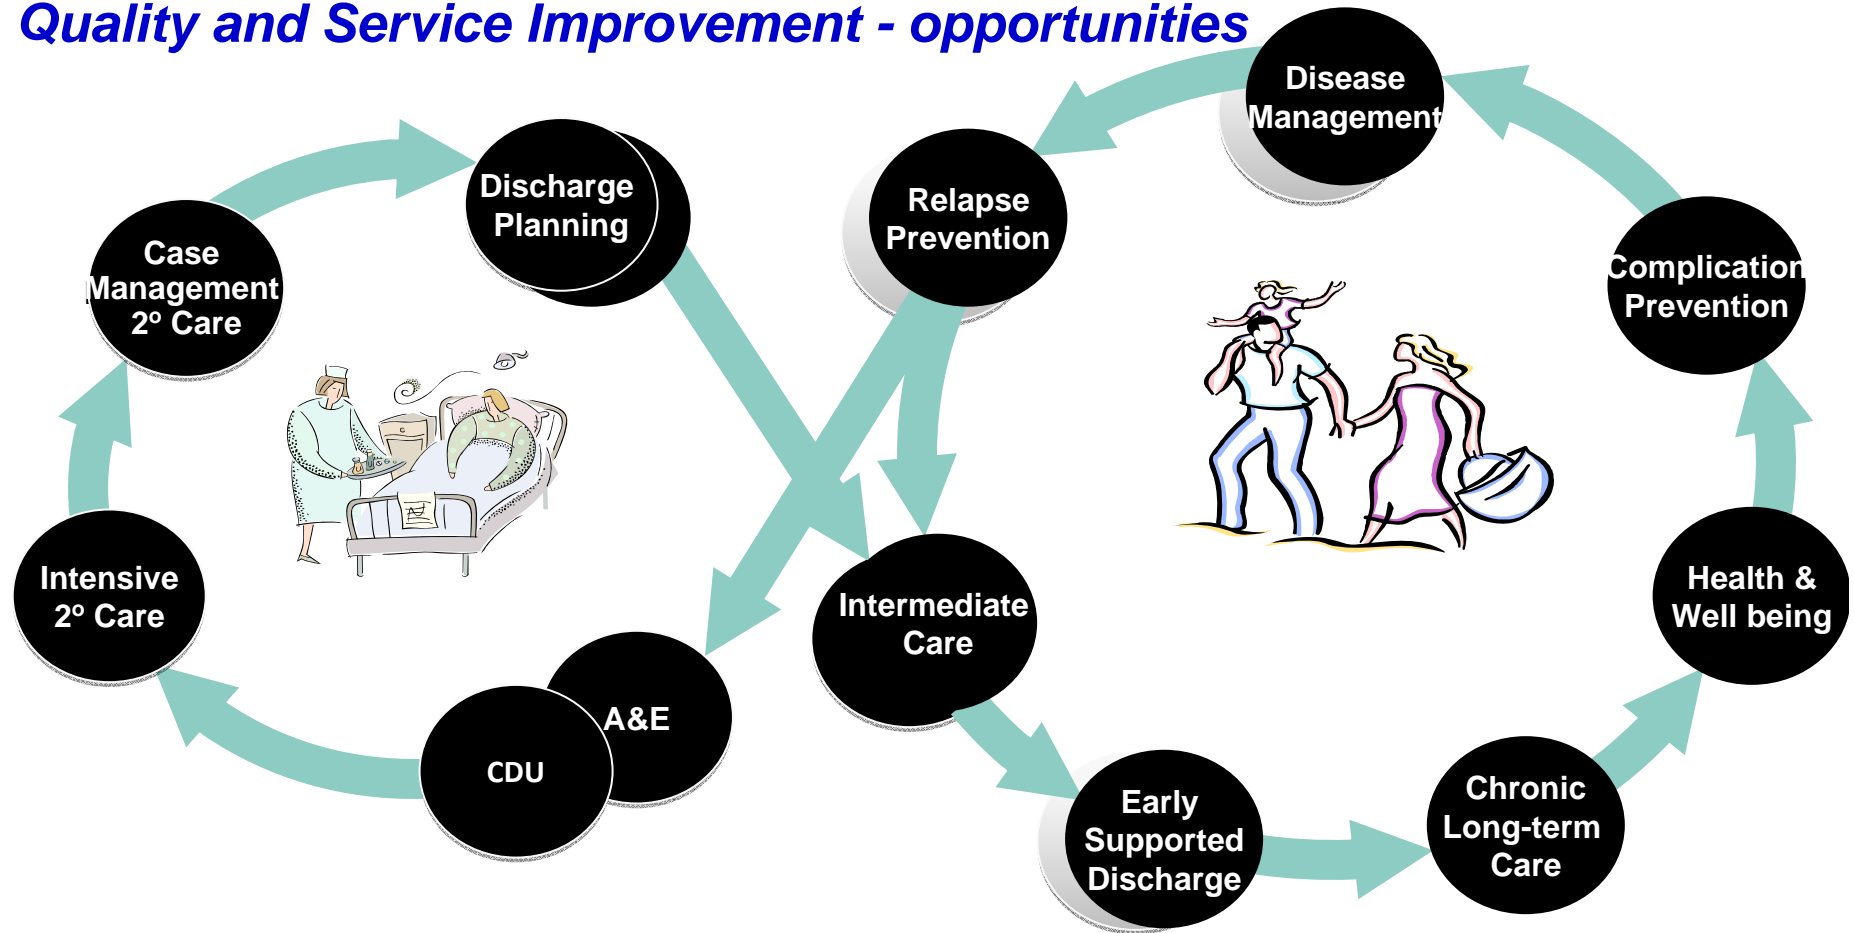 Quality and Service Improvement - opportunities
Disease
Management
Discharge
Planning
Relapse
Prevention
Case
Management
2º Care
Complication
Prevention
Intensive
2º Care
Intermediate
Care
Health &
Well being
A&E
CDU
Early
Supported
Discharge
Chronic
Long-term
Care